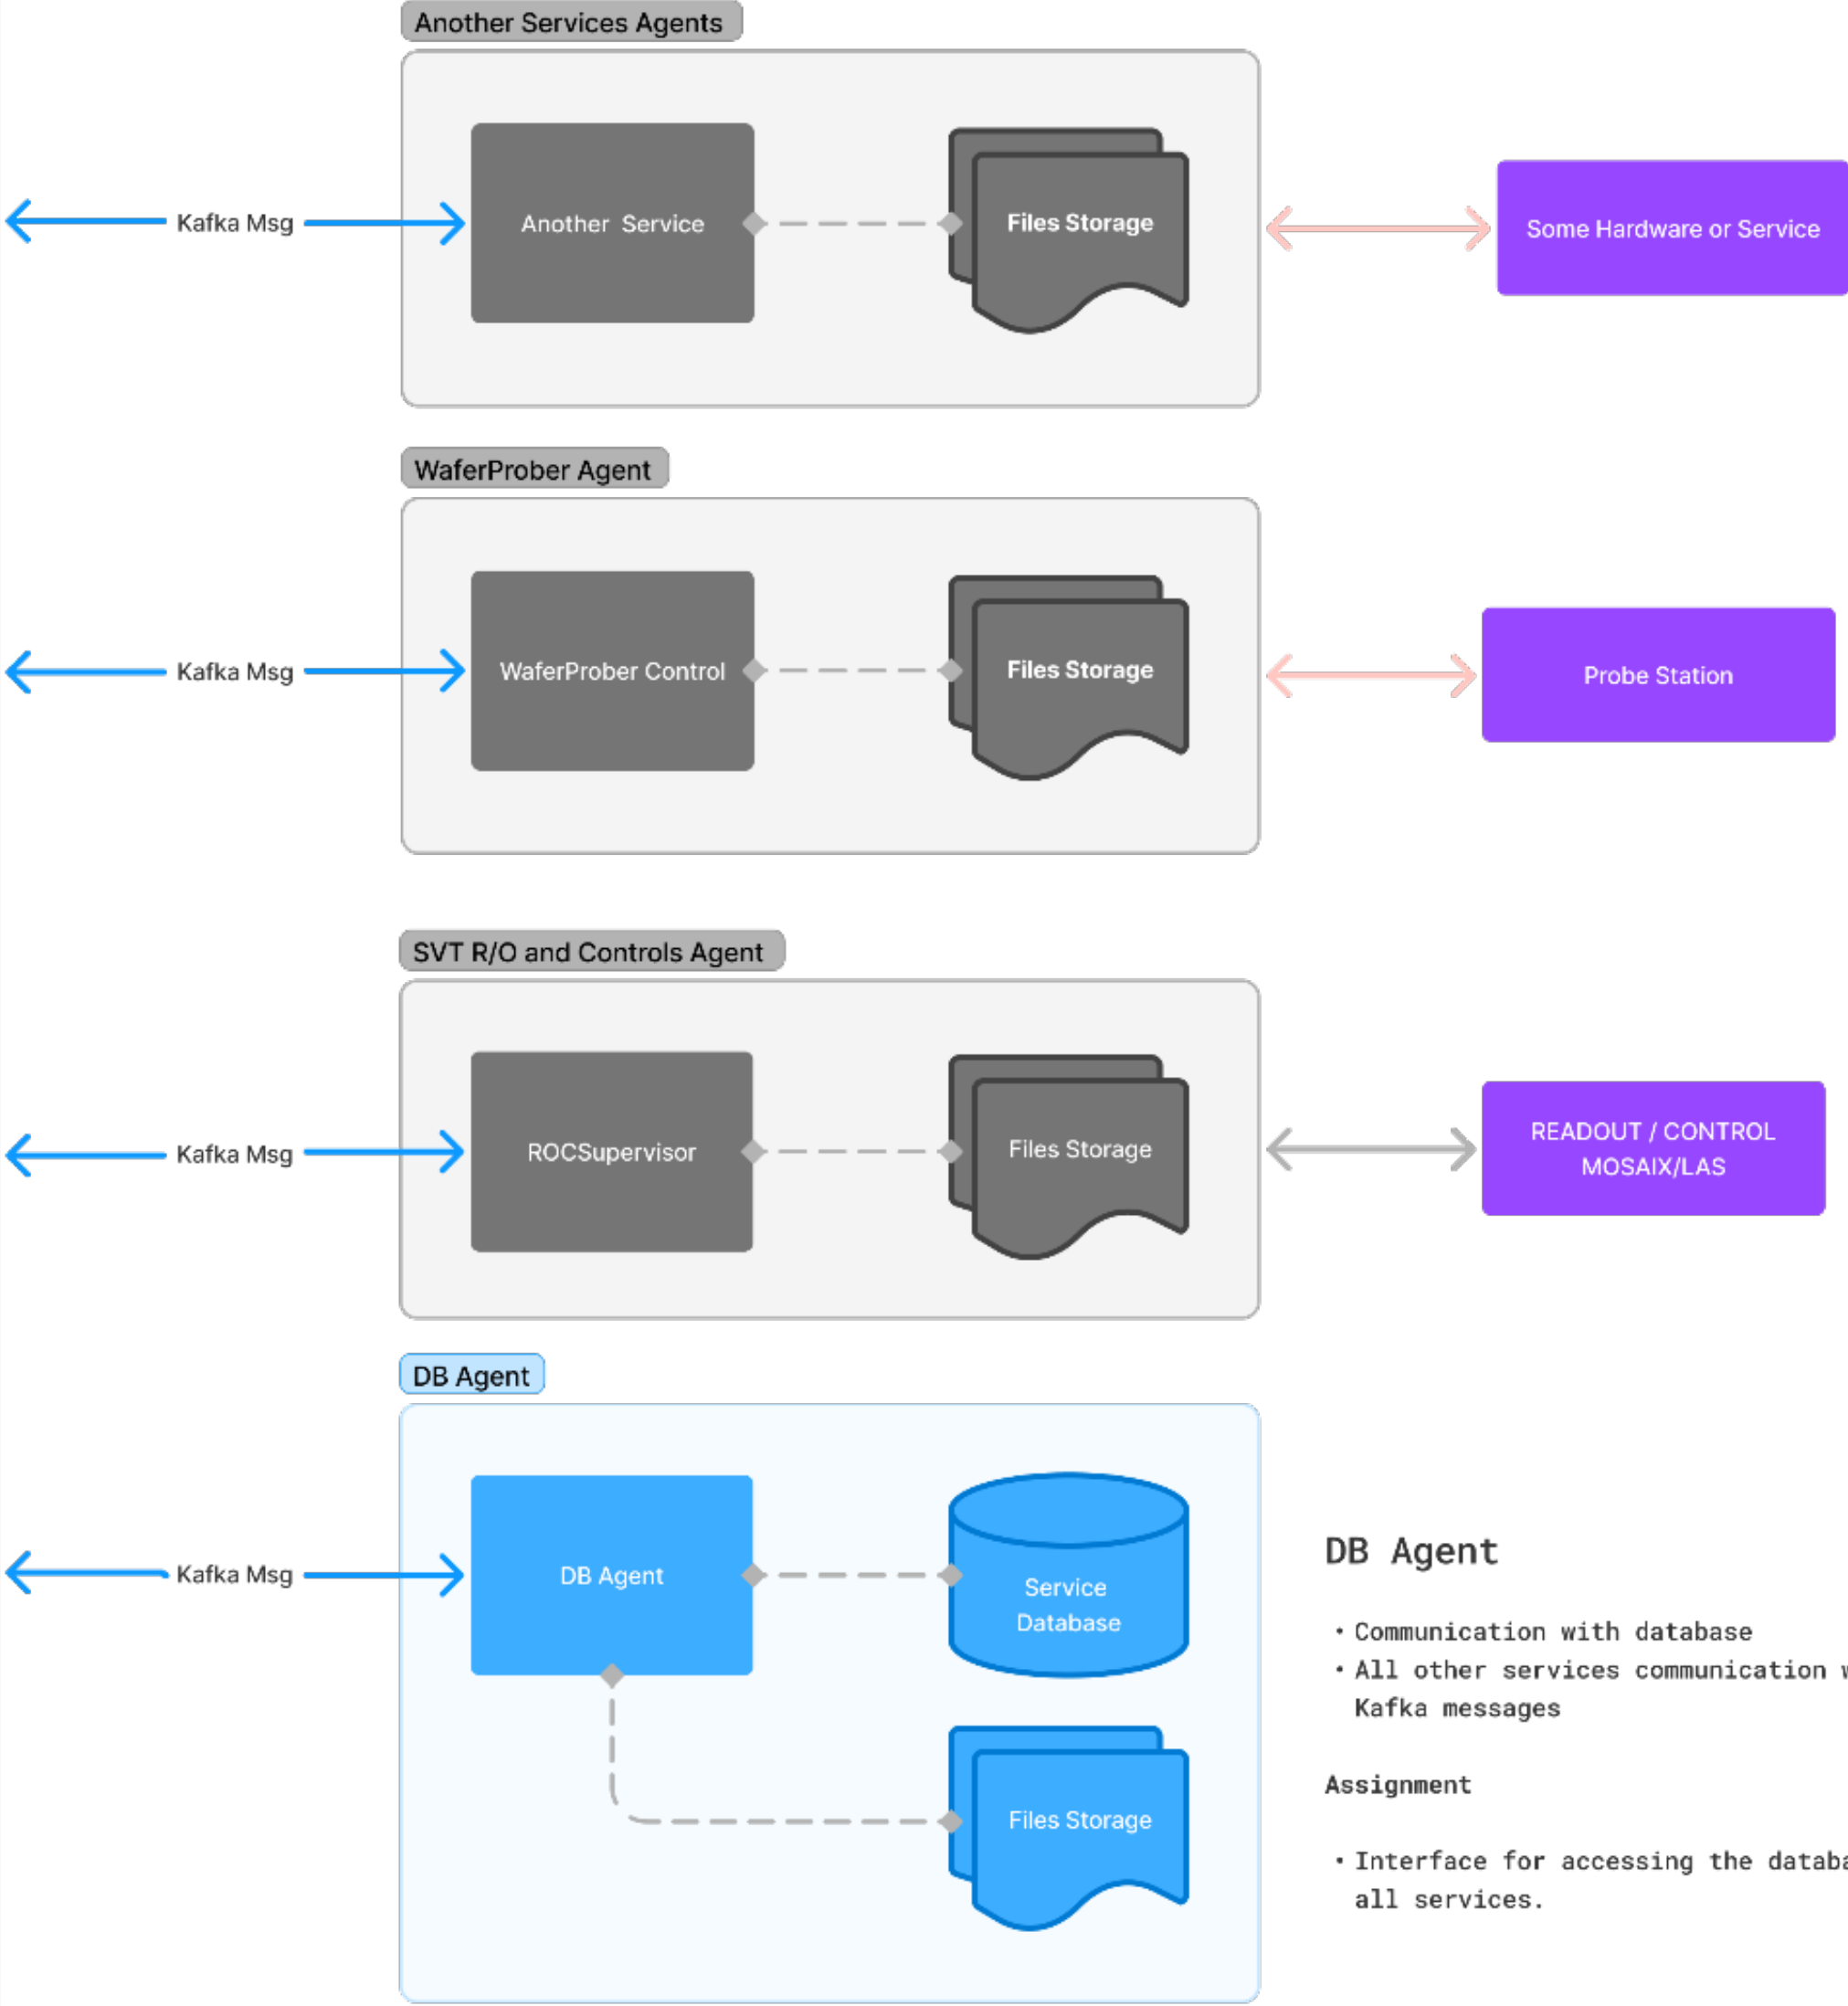 Another Services Agents
Kafka Msg
Another Service
Files Storage
Some Hardware or Service
WaferProber Agent
Kafka Msg
WaferProber Control
Files Storage
Probe Station
SVT R/O and Controls Agent
Kafka Msg
ROCSupervisor
Files Storage
READOUT / CONTROL
MOSAIX/LAS
DB Agent
Kafka Msg
DB Agent
Service
Database
Files Storage
DB Agent
• Communication with database
• All other services communication
Kafka messages
Assignment
• Interface for accessing the
all services.